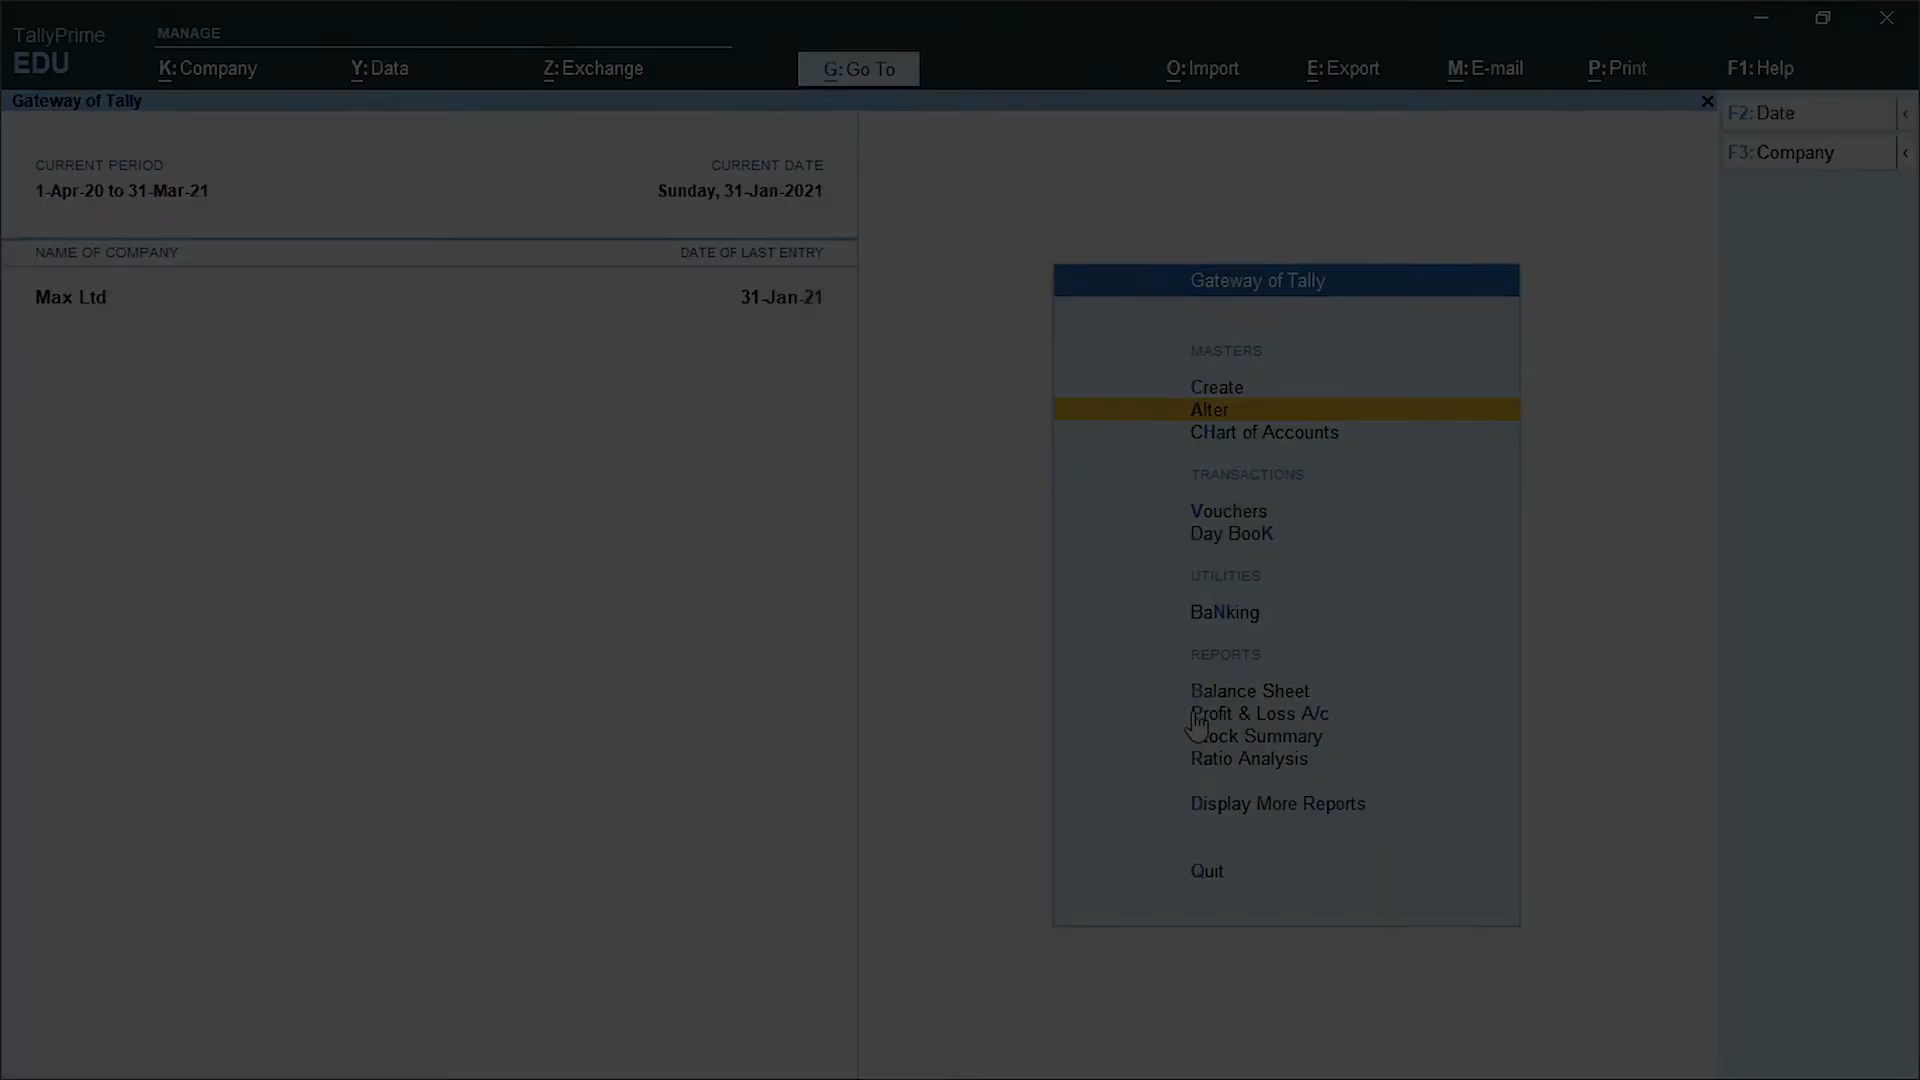 TallyPrime
EDU
MANAGE
K:Company
Y:Data
Z:Exchange
G:Go To
O:Import
E:Export
M:E-mail
P:Print
F1:Help
Gateway of Tally
F2:Date
F3:Company
CURRENT PERIOD
1-Apr-20 to 31-Mar-21
CURRENT DATE
Sunday, 31-Jan-2021
NAME OF COMPANY
DATE OF LAST ENTRY
Max Ltd
31-Jan-21
Gateway of Tally
MASTERS
Create
Alter
CHart of Accounts
TRANSACTIONS
Vouchers
Day BooK
UTILITIES
BaNking
REPORTS
Balance Sheet
Profit & Loss A/c
Stock Summary
Ratio Analysis
Display More Reports
Quit